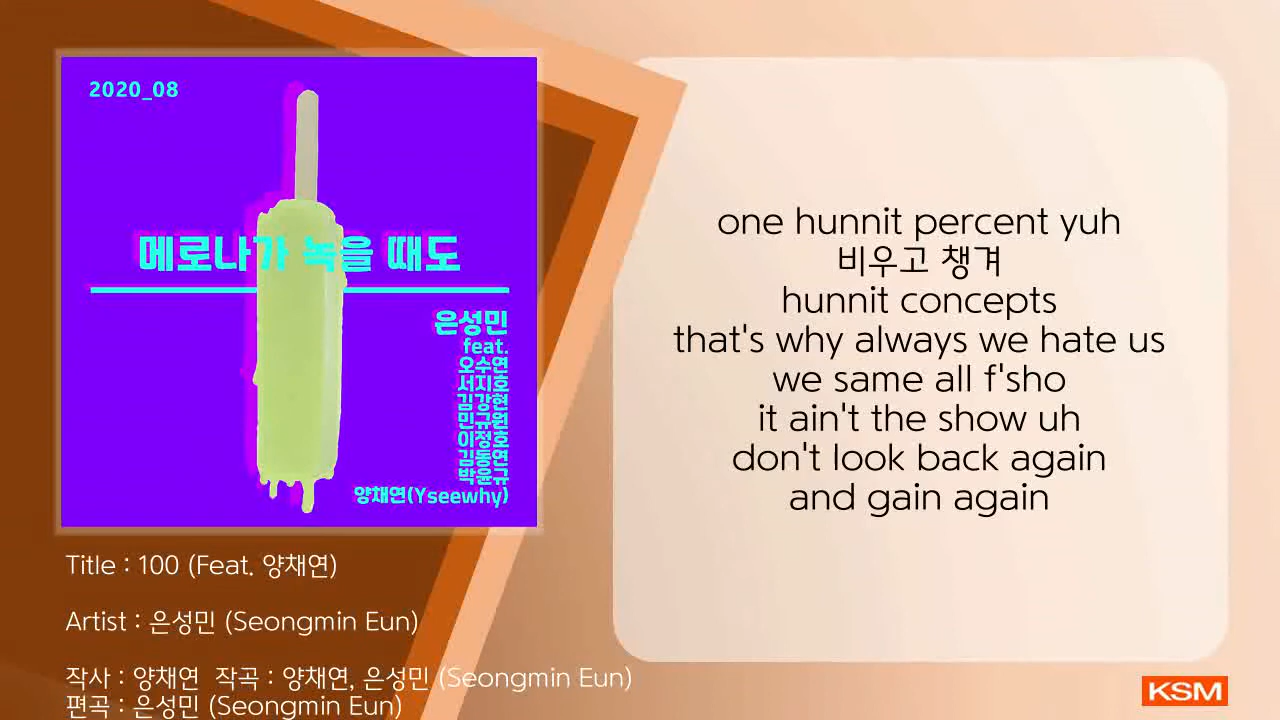 2020_08
메로나가 녹을 때도
은성민
feat.
오수연
서지호
김강현
민규원
이정호
김동연
박윤규
양채연(Yseewhy)
Title : 100 (Feat. 양채연)
Artist : 은성민 (Seongmin Eun)
작사 : 양채연 작곡 : 양채연, 은성민 (Seongmin Eun)
편곡 : 은성민 (Seongmin Eun)
one hunnit percent yuh
비우고 챙겨
hunnit concepts
that's why always we hate us
we same all f'sho
it ain't the show uh
don't look back again
and gain again
KSM